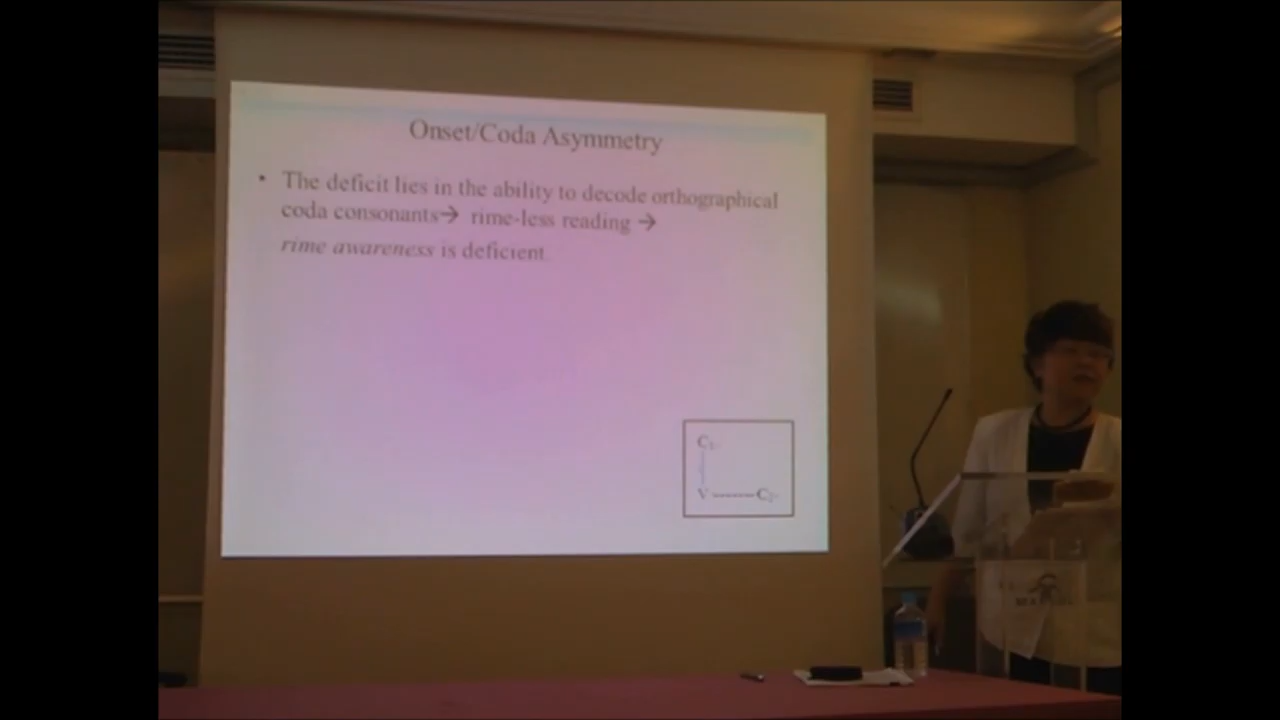 Onset/Coda Asymmetry
• The deficit lies in the ability to decode orthographical
coda consonants→ rime-less reading →
rime awareness is deficient.
C
V -----C